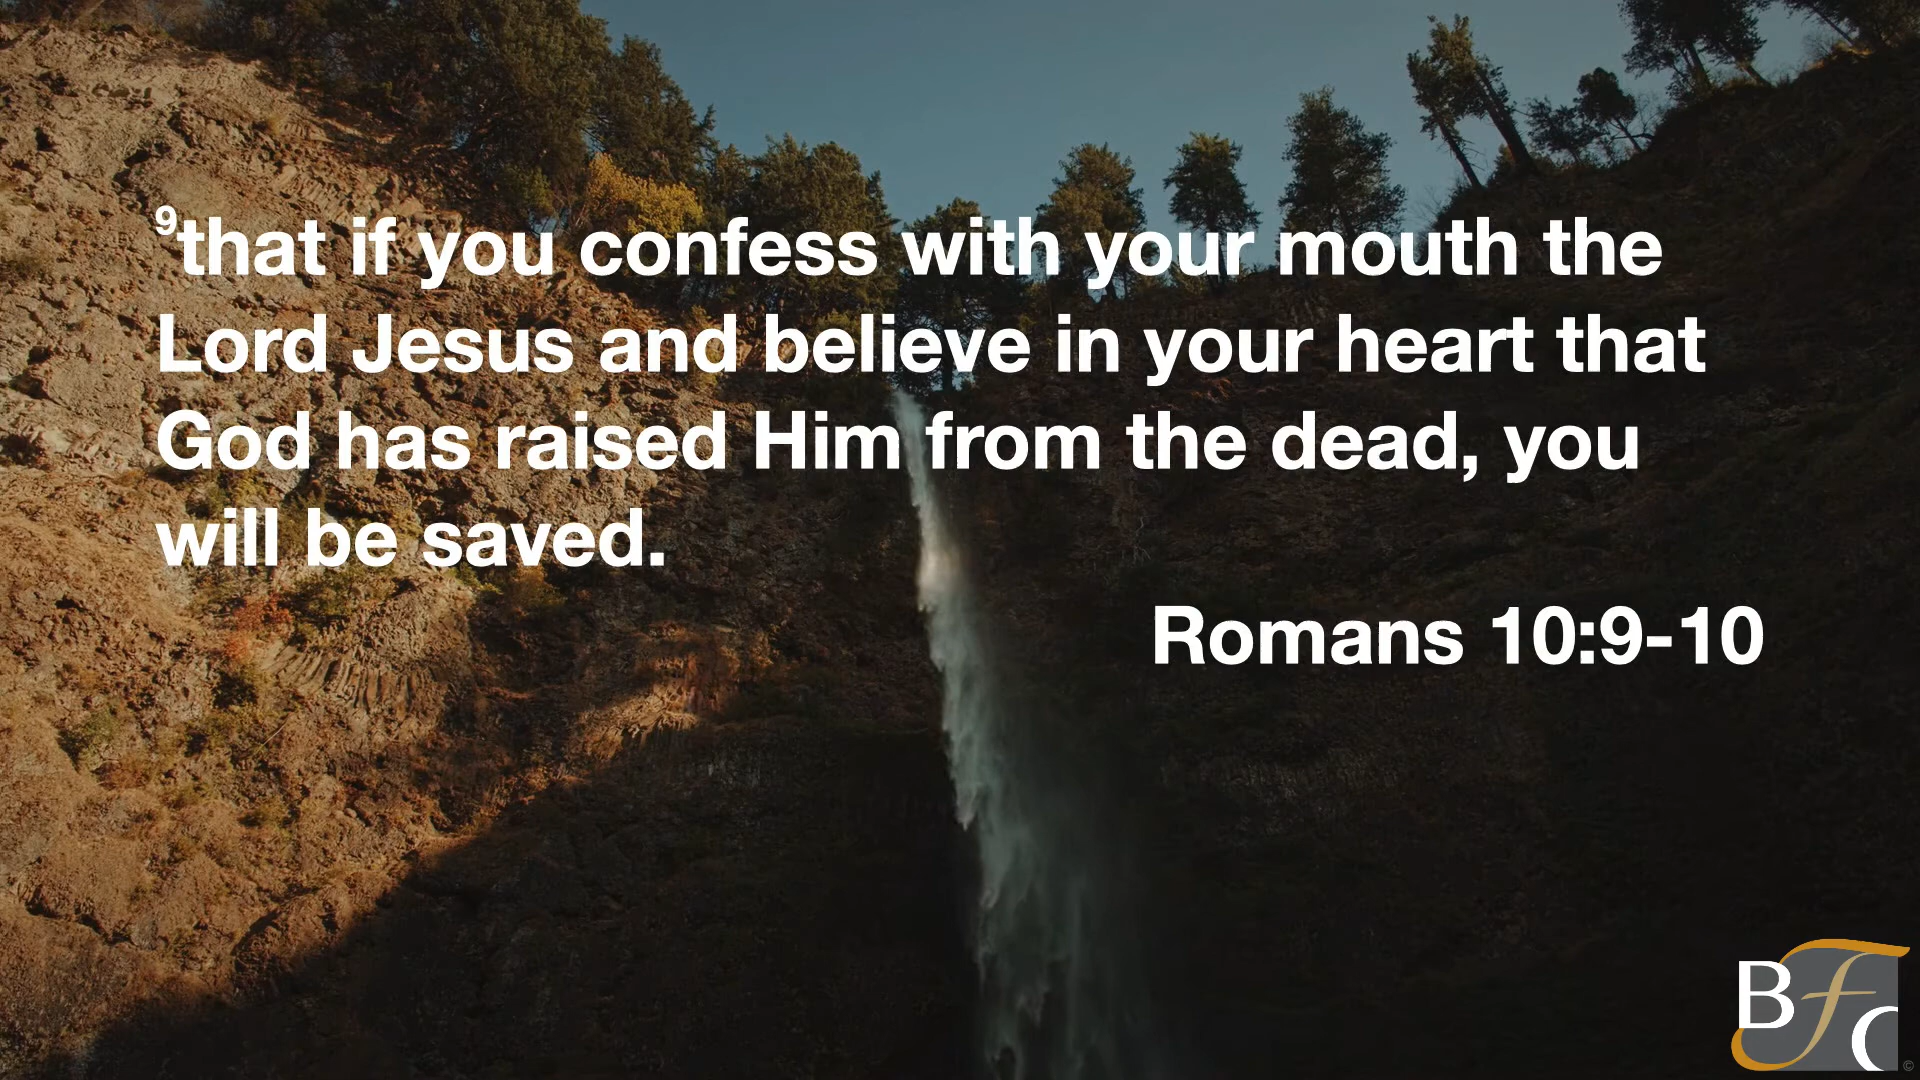 ⁹that if you confess with your mouth the
Lord Jesus and believe in your heart that
God has raised Him from the dead, you
will be saved.
Romans 10:9-10
BFC
©